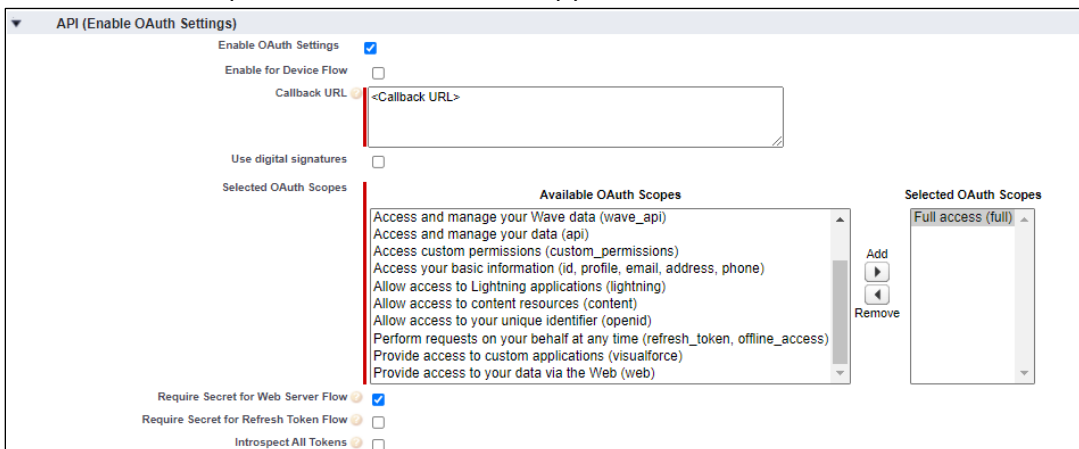 API (Enable OAuth Settings)
Enable OAuth Settings
Enable for Device Flow
Callback URL
<Callback URL>
Use digital signatures
Selected OAuth Scopes
Available OAuth Scopes
Selected OAuth Scopes
Access and manage your Wave data (wave_api)
Full access (full)
Access and manage your data (api)
Access custom permissions (custom_permissions)
Access your basic information (id, profile, email, address, phone)
Add
Allow access to Lightning applications (lightning)
Allow access to content resources (content)
Allow access to your unique identifier (openid)
Remove
Perform requests on your behalf at any time (refresh_token, offline_access)
Provide access to custom applications (visualforce)
Provide access to your data via the Web (web)
Require Secret for Web Server Flow
Require Secret for Refresh Token Flow
Introspect All Tokens